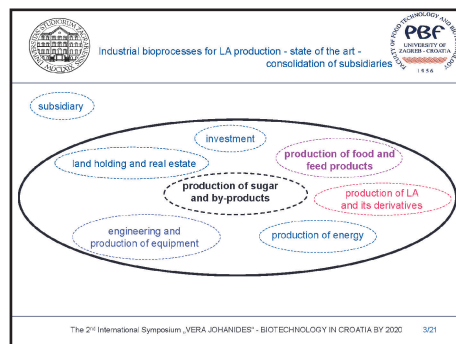 Industrial bioprocesses for LA production - state of the art -
- consolidation of subsidiaries
PBF
UNIVERSITY OF
ZAGREB - CROATIA
1956
subsidiary
investment
land holding and real estate
production of food and
feed products
production of sugar
and by-products
production of LA
and its derivatives
engineering and
production of equipment
production of energy
The 2nd International Symposium „VERA JOHANIDES“ - BIOTECHNOLOGY IN CROATIA BY 2020
3/21